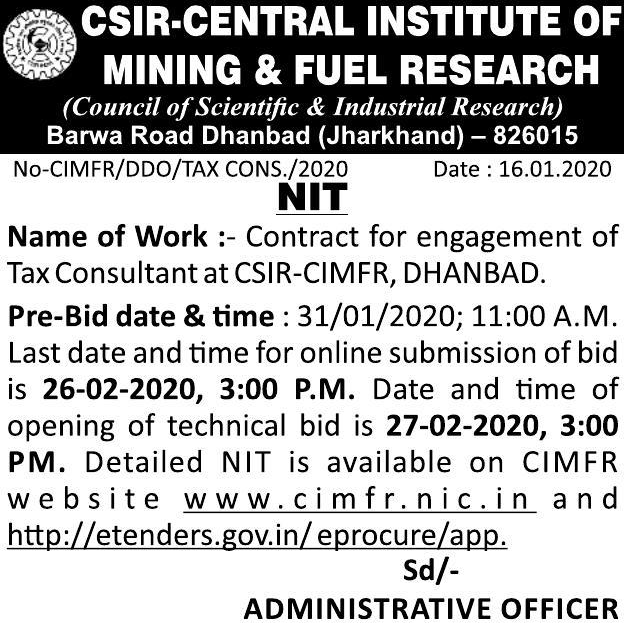 CSIR-CENTRAL INSTITUTE OF
MINING & FUEL RESEARCH
(Council of Scientific & Industrial Research)
Barwa Road Dhanbad (Jharkhand) – 826015
No-CIMFR/DDO/TAX CONS./2020 Date : 16.01.2020
NIT
Name of Work :- Contract for engagement of
Tax Consultant at CSIR-CIMFR, DHANBAD.
Pre-Bid date & time : 31/01/2020; 11:00 A.M.
Last date and time for online submission of bid
is 26-02-2020, 3:00 P.M. Date and time of
opening of technical bid is 27-02-2020, 3:00
PM. Detailed NIT is available on CIMFR
website www.cimfr.nic.in and
http://etenders.gov.in/ eprocure/app.
Sd/-
ADMINISTRATIVE OFFICER